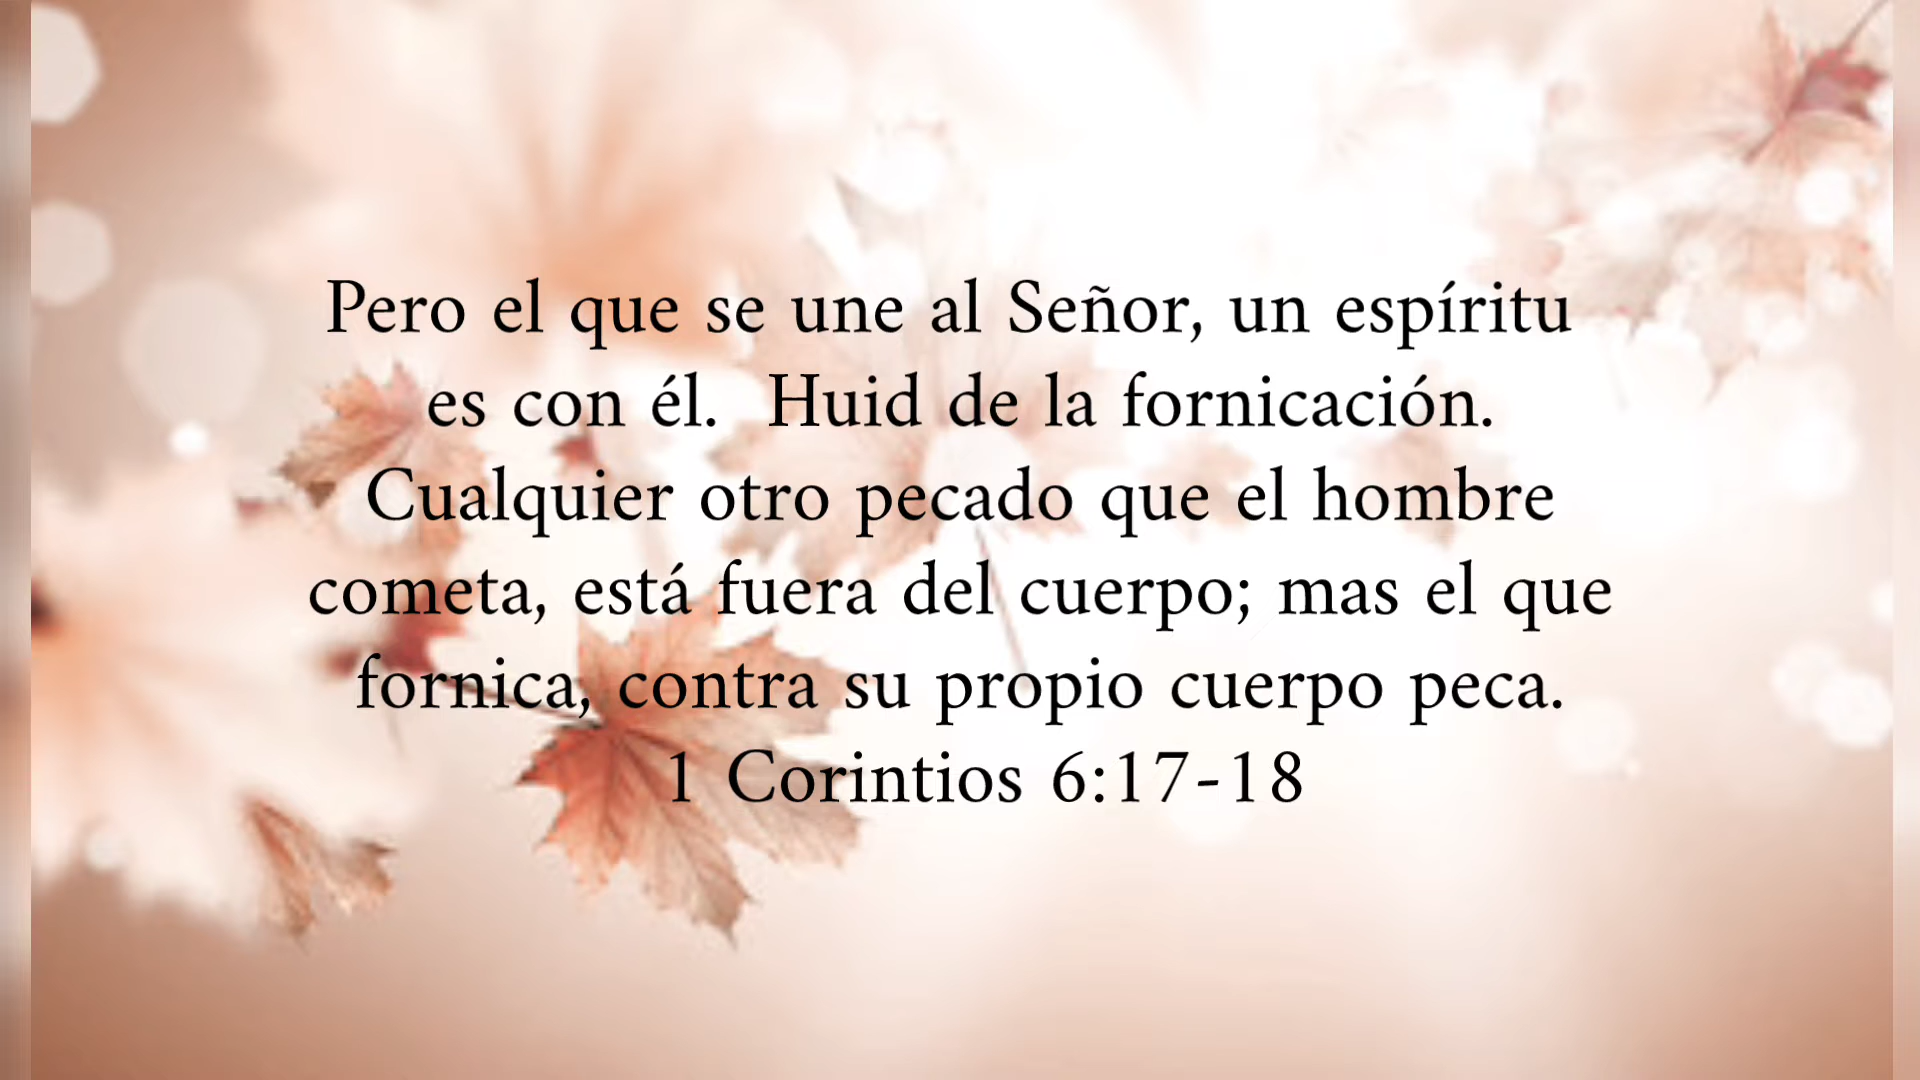 Pero el que se une al Señor, un espíritu
es con él.  Huid de la fornicación.
Cualquier otro pecado que el hombre
cometa, está fuera del cuerpo; mas el que
fornica, contra su propio cuerpo peca.
1 Corintios 6:17-18